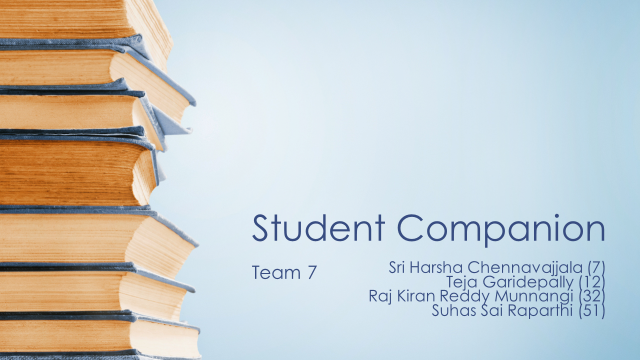 Student Companion
Team 7
Sri Harsha Chennavajjala (7)
Teja Garidepally (12)
Raj Kiran Reddy Munnangi (32)
Suhas Sai Raparthi (51)